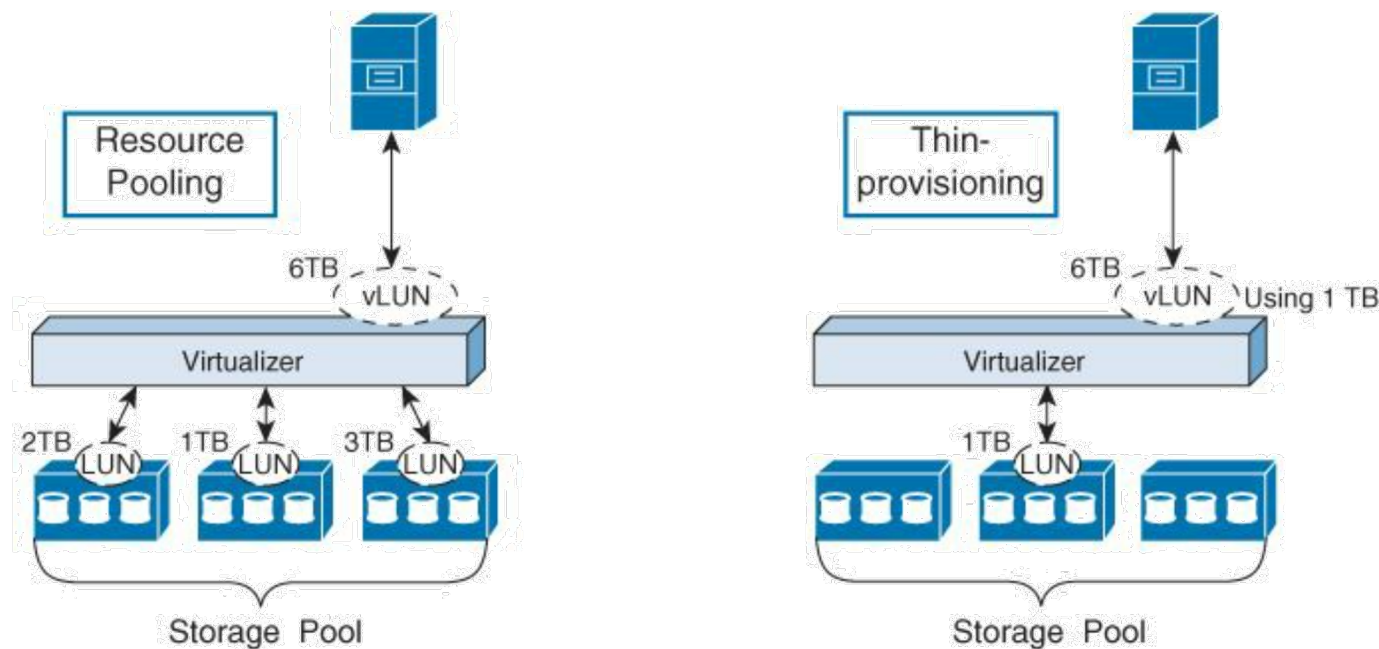 Resource
Pooling
6TB
vLUN
Virtualizer
2TB
LUN
1TB
LUN
3TB
LUN
Storage Pool
Thin-
provisioning
6TB
vLUN
Using 1 TB
Virtualizer
1TB
LUN
Storage Pool